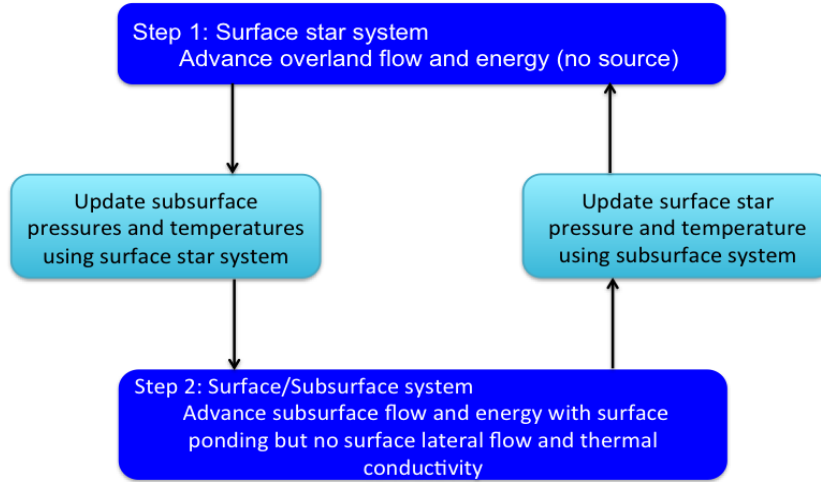 Step 1: Surface star system
Advance overland flow and energy (no source)
Update subsurface
pressures and temperatures
using surface star system
Update surface star
pressure and temperature
using subsurface system
Step 2: Surface/Subsurface system
Advance subsurface flow and energy with surface
ponding but no surface lateral flow and thermal
conductivity